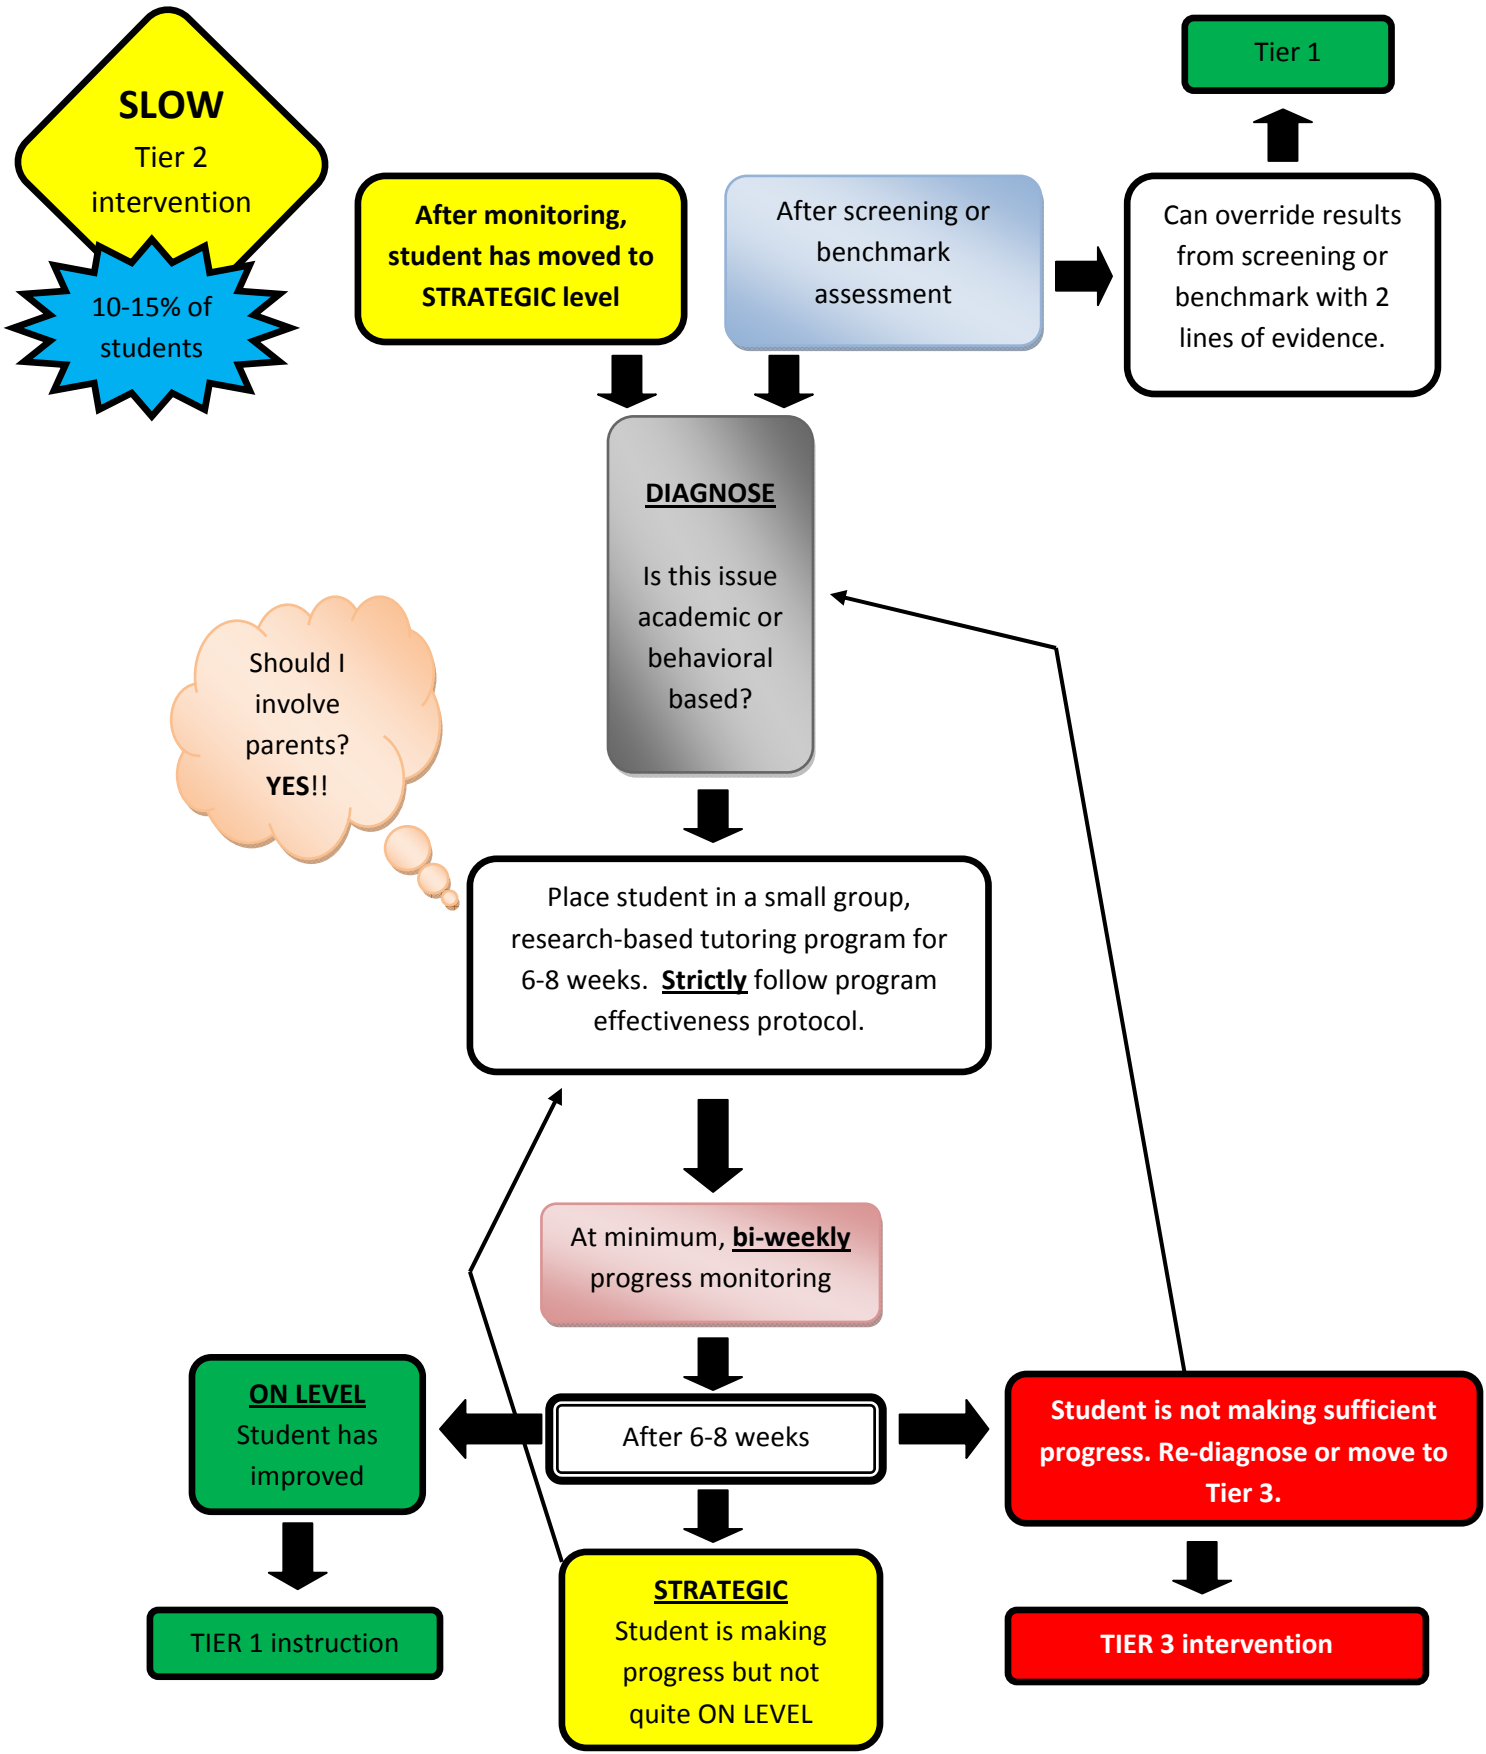 SLOW
Tier 2
intervention
10-15% of
students
After monitoring,
student has moved to
STRATEGIC level
After screening or
benchmark
assessment
Tier 1
Can override results
from screening or
benchmark with 2
lines of evidence.
DIAGNOSE
Is this issue
academic or
behavioral
based?
Should I
involve
parents?
YES!!
Place student in a small group,
research-based tutoring program for
6-8 weeks.  Strictly follow program
effectiveness protocol.
At minimum, bi-weekly
progress monitoring
ON LEVEL
Student has
improved
After 6-8 weeks
Student is not making sufficient
progress. Re-diagnose or move to
Tier 3.
TIER 1 instruction
STRATEGIC
Student is making
progress but not
quite ON LEVEL
TIER 3 intervention